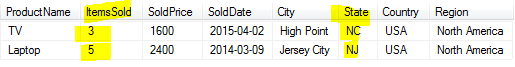 ProductName ItemsSold SoldPrice SoldDate City State Country Region
TV 3 1600 2015-04-02 High Point NC USA North America
Laptop 5 2400 2014-03-09 Jersey City NJ USA North America